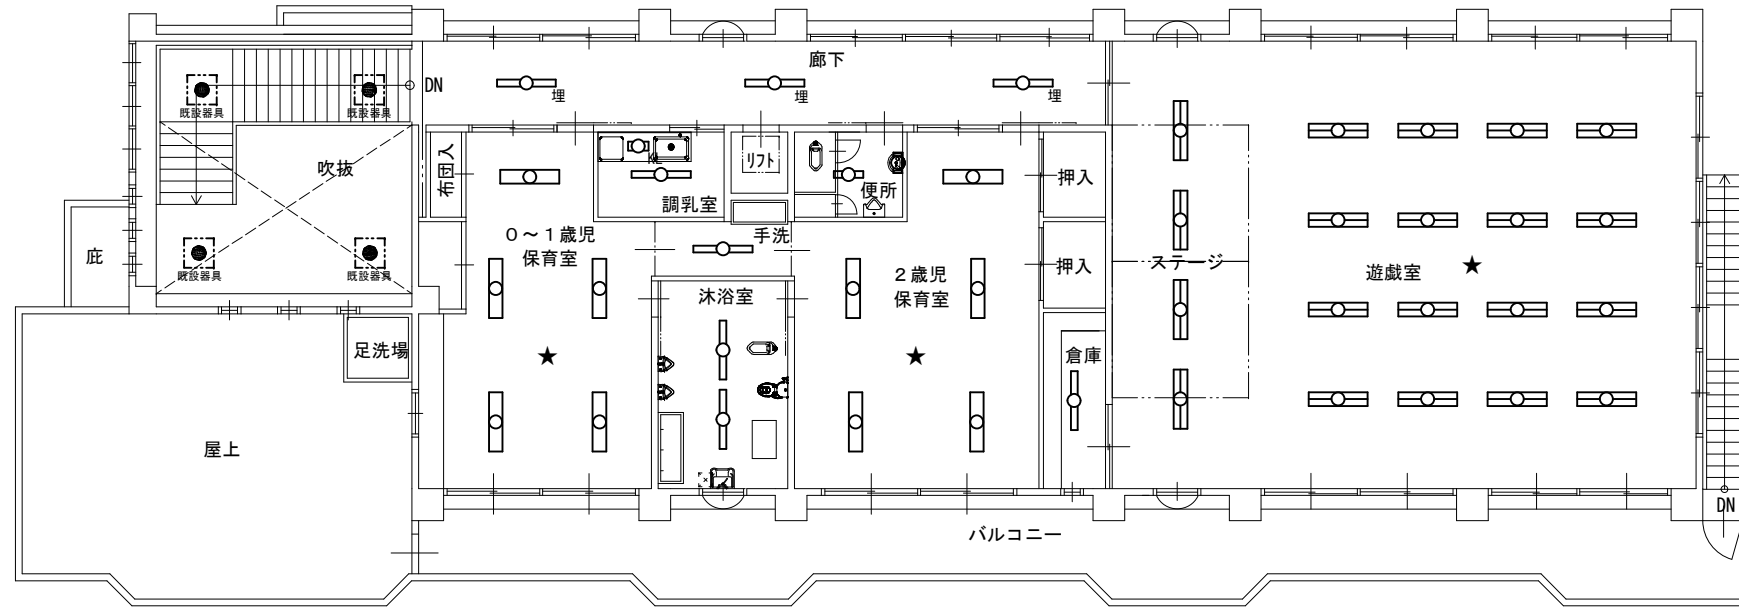 廊下
DN
埋
埋
埋
既設器具
既設器具
吹抜
布団入
KL
リフト
調乳室
便所
押入
手洗
0～1歳児
保育室
庇
既設器具
既設器具
沐浴室
2歳児
保育室
押入
ステージ
遊戯室
★
足洗場
★
★
倉庫
屋上
バルコニー
DN